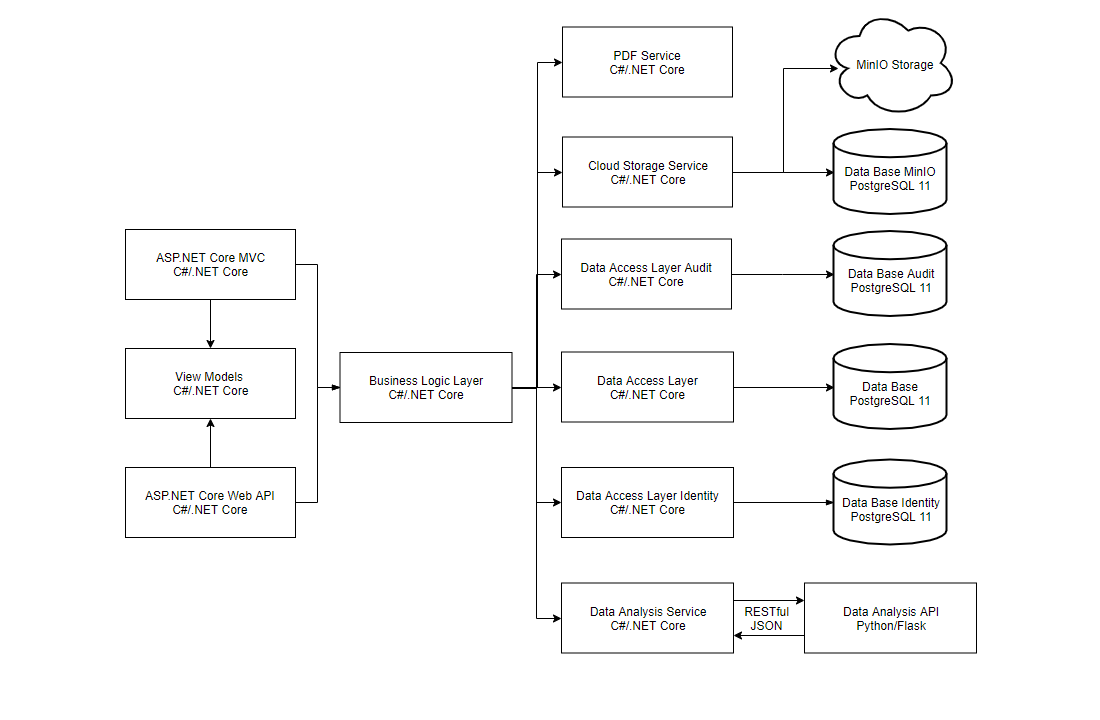 PDF Service
C#/.NET Core
MinIO Storage
Cloud Storage Service
C#/.NET Core
Data Base MinIO
PostgreSQL 11
ASP.NET Core MVC
C#/.NET Core
Data Access Layer Audit
C#/.NET Core
Data Base Audit
PostgreSQL 11
View Models
C#/.NET Core
Business Logic Layer
C#/.NET Core
Data Access Layer
C#/.NET Core
Data Base
PostgreSQL 11
ASP.NET Core Web API
C#/.NET Core
Data Access Layer Identity
C#/.NET Core
Data Base Identity
PostgreSQL 11
Data Analysis Service
C#/.NET Core
RESTful
JSON
Data Analysis API
Python/Flask